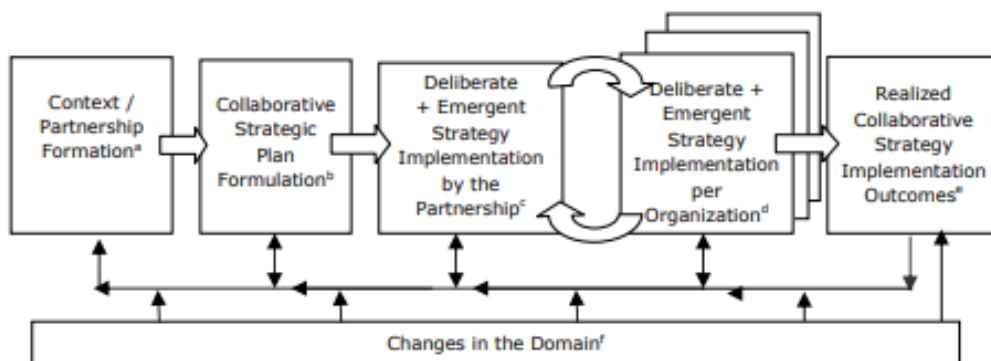 Context /
Partnership
Formationᵃ
Collaborative
Strategic
Plan
Formulationᵇ
Deliberate
+ Emergent
Strategy
Implementation
by the
Partnershipᶜ
Deliberate +
Emergent
Strategy
Implementation
per
Organizationᵈ
Realized
Collaborative
Strategy
Implementation
Outcomesᵉ
Changes in the Domainᶠ